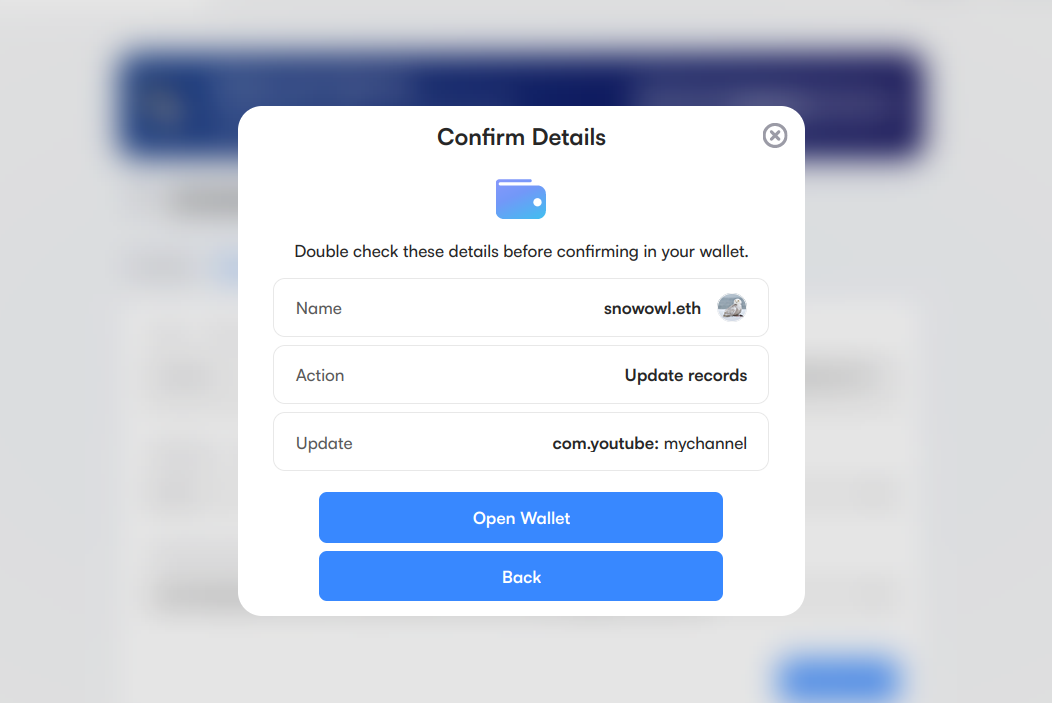 Confirm Details
Double check these details before confirming in your wallet.
Name snowowl.eth
Action Update records
Update com.youtube: mychannel
Open Wallet
Back